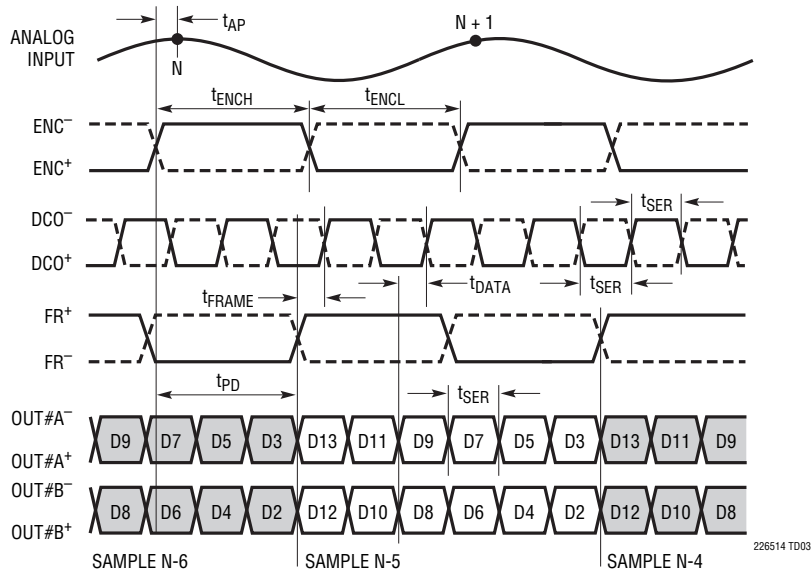 tAP
N + 1
ANALOG
INPUT
N
tENCH
tENCL
ENC–
ENC+
tSER
DCO–
DCO+
tFRAME
tDATA
tSER
FR+
FR–
tPD
tSER
OUT#A–
D9 D7 D5 D3 D13 D11 D9 D7 D5 D3 D13 D11 D9
OUT#A+
OUT#B–
D8 D6 D4 D2 D12 D10 D8 D6 D4 D2 D12 D10 D8
OUT#B+
SAMPLE N-6 SAMPLE N-5 SAMPLE N-4
226514 TD03